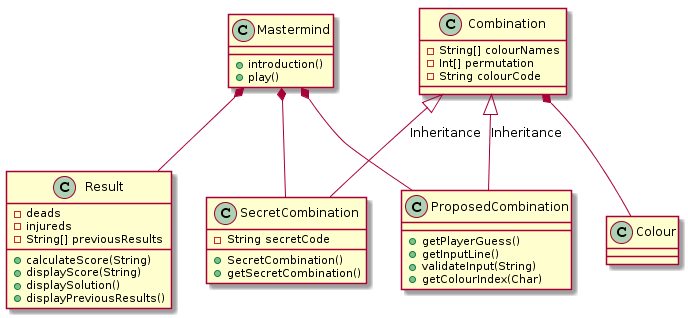 C Mastermind
introduction()
play()
C Combination
String[] colourNames
Int[] permutation
String colourCode
Inheritance
Inheritance
C Result
deads
injureds
String[] previousResults
calculateScore(String)
displayScore(String)
displaySolution()
displayPreviousResults()
C SecretCombination
String secretCode
SecretCombination()
getSecretCombination()
C ProposedCombination
getPlayerGuess()
getInputLine()
validateInput(String)
getColourIndex(Char)
C Colour